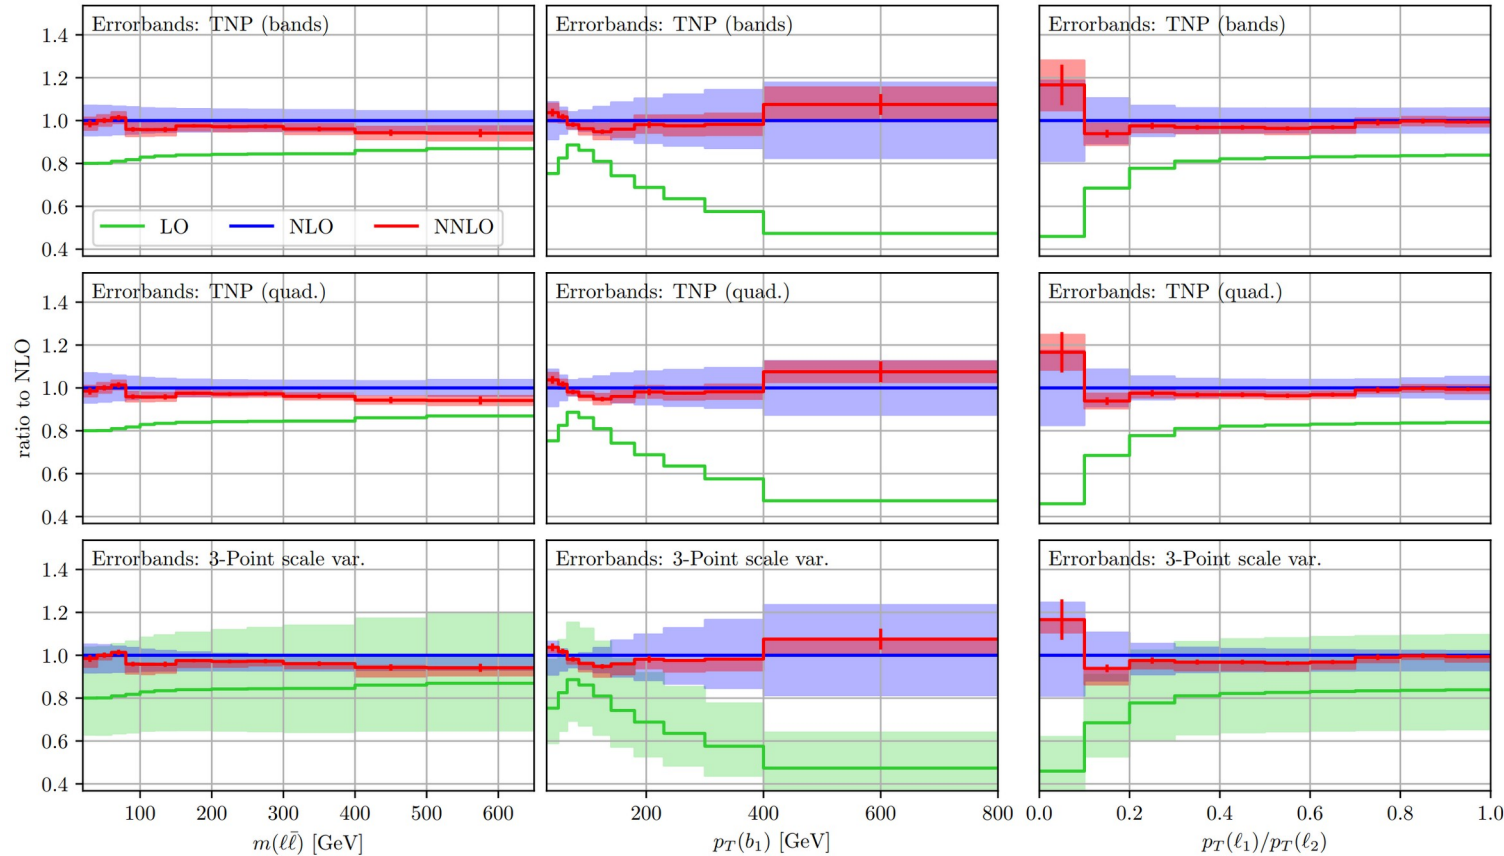 Errorbands: TNP (bands)
Errorbands: TNP (bands)
Errorbands: TNP (bands)
1.4
1.2
1.0
0.8
0.6
0.4
LO NLO NNLO
Errorbands: TNP (quad.)
Errorbands: TNP (quad.)
Errorbands: TNP (quad.)
ratio to NLO
1.4
1.2
1.0
0.8
0.6
0.4
Errorbands: 3-Point scale var.
Errorbands: 3-Point scale var.
Errorbands: 3-Point scale var.
1.4
1.2
1.0
0.8
0.6
0.4
100 200 300 400 500 600
200 400 600 800
0.0 0.2 0.4 0.6 0.8 1.0
m(ℓℓ̄) [GeV]
p_T(b_1) [GeV]
p_T(ℓ_1)/p_T(ℓ_2)